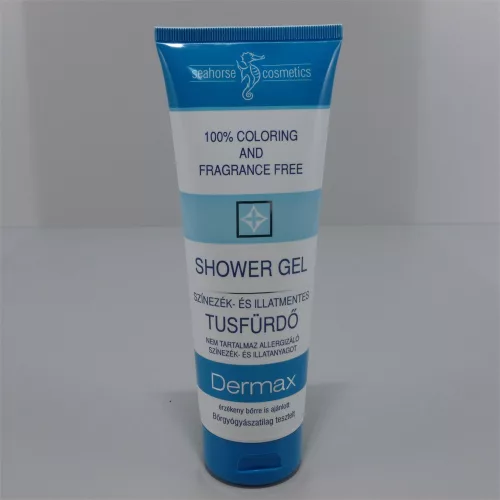 seahorse cosmetics
100% COLORING
AND
FRAGRANCE FREE
SHOWER GEL
SZÍNEZÉK- ÉS ILLATMENTES
TUSFÜRDŐ
NEM TARTALMAZ ALLERGIZÁLÓ
SZÍNEZÉK- ÉS ILLATANYAGOT
Dermax
érzékeny bőrre is ajánlott
Bőrgyógyászatilag tesztelt